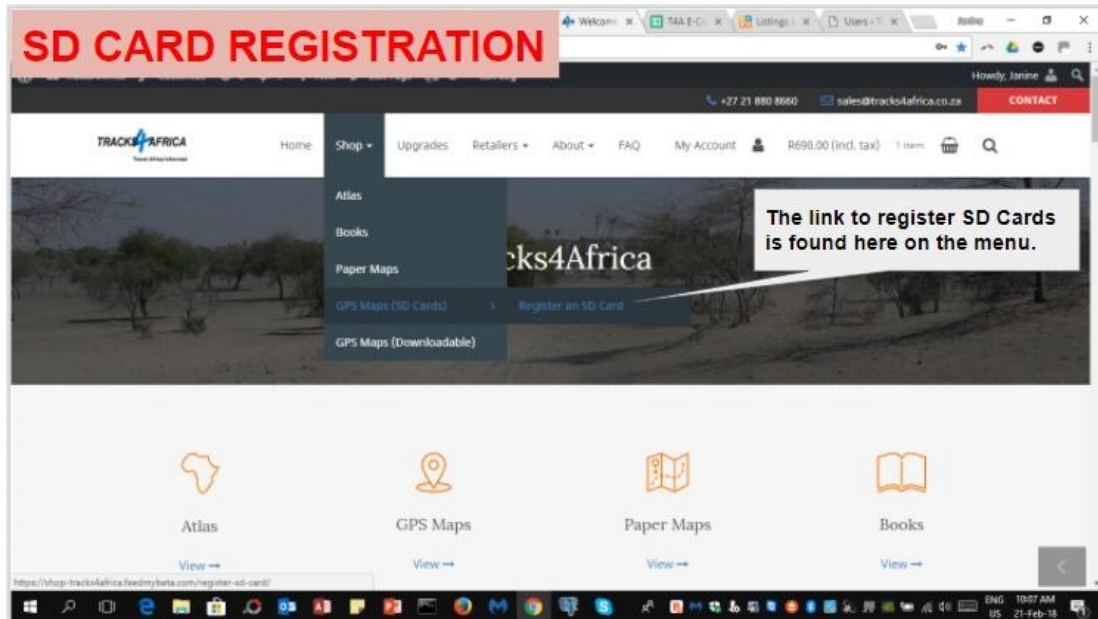 SD CARD REGISTRATION
Welcome
T4A E-C
Listings
Users
Howdy, Janine
+27 21 880 8660 sales@tracks4africa.co.za CONTACT
TRACKS4AFRICA
Home Shop Upgrades Retailers About FAQ My Account R690.00 (incl. tax) 1 item
Atlas
Books
Paper Maps
GPS Maps (SD Cards) > Register an SD Card
GPS Maps (Downloadable)
cks4Africa
The link to register SD Cards
is found here on the menu.
Atlas GPS Maps Paper Maps Books
View → View → View → View →
https://shop-tracks4africa.feedmybeta.com/register-sd-card/
ENG 10:07 AM
US 21-Feb-18